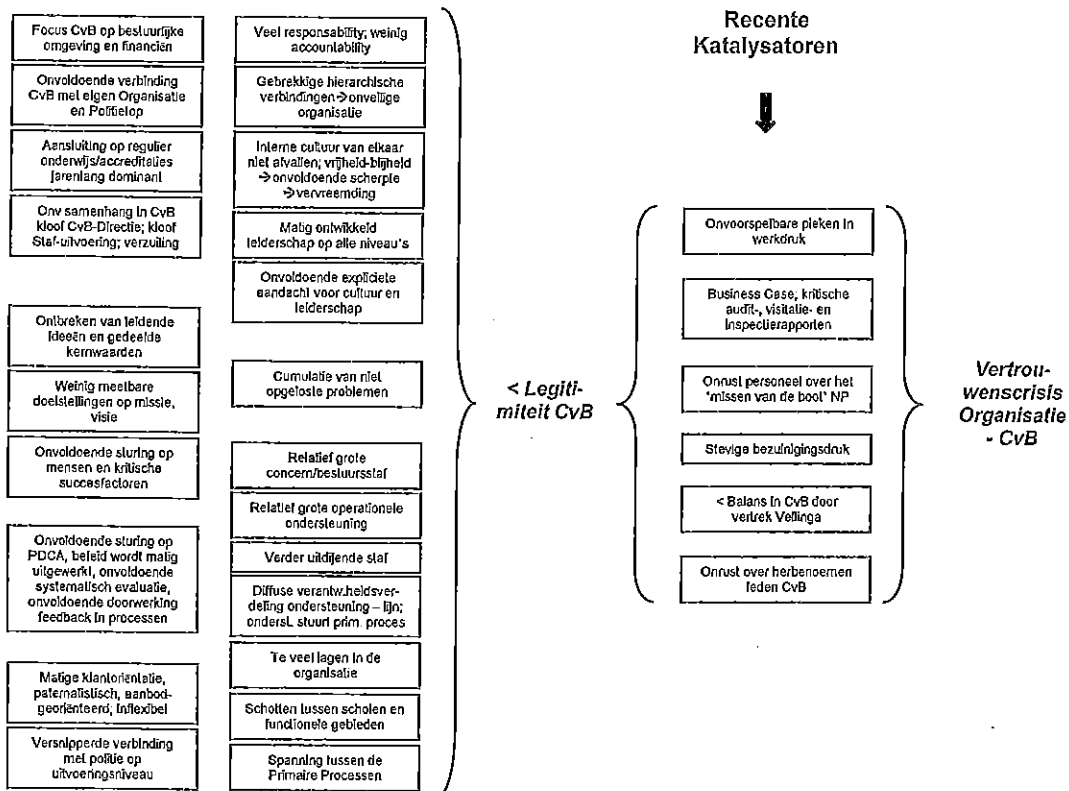 Focus CvB op bestuurlijke
omgeving en financiën
Onvoldoende verbinding
CvB met eigen Organisatie
en Politietop
Aansluiting op regulier
onderwijs/accreditaties
jarenlang dominant
Onv samenhang in CvB
kloof CvB-Directie; kloof
Staf-uitvoering; verzuiling
Ontbreken van leidende
ideeën en gedeelde
kernwaarden
Weinig meetbare
doelstellingen op missie,
visie
Onvoldoende sturing op
mensen en kritische
succesfactoren
Onvoldoende sturing op
PDCA, beleid wordt matig
uitgewerkt, onvoldoende
systematisch evaluatie,
onvoldoende doorwerking
feedback in processen
Matige klantoriëntatie,
paternalistisch, aanbod-
georiënteerd; inflexibel
Versnipperde verbinding
met politie op
uitvoeringsniveau
Veel responsability; weinig
accountability
Gebrekkige hierarchische
verbindingen→onveilige
organisatie
Interne cultuur van elkaar
niet afvallen; vrijheid-blijheid
→onvoldoende scherpte
→vervreemding
Matig ontwikkeld
leiderschap op alle niveau's
Onvoldoende expliciete
aandacht voor cultuur en
leiderschap
Cumulatie van niet
opgeloste problemen
Relatief grote
concern/bestuursstaf
Relatief grote operationele
ondersteuning
Verder uitdijende staf
Diffuse verantw.heidsver-
deling ondersteuning – lijn;
onderst. stuurt prim. proces
Te veel lagen in de
organisatie
Schotten tussen scholen en
functionele gebieden
Spanning tussen de
Primaire Processen
< Legiti-
miteit CvB
Recente
Katalysatoren
Onvoorspelbare pieken in
werkdruk
Business Case; kritische
audit-, visitatie- en
inspectierapporten
Onrust personeel over het
'missen van de boot' NP
Stevige bezuinigingsdruk
< Balans in CvB door
vertrek Vellinga
Onrust over herbenoemen
leden CvB
Vertrou-
wenscrisis
Organisatie
- CvB